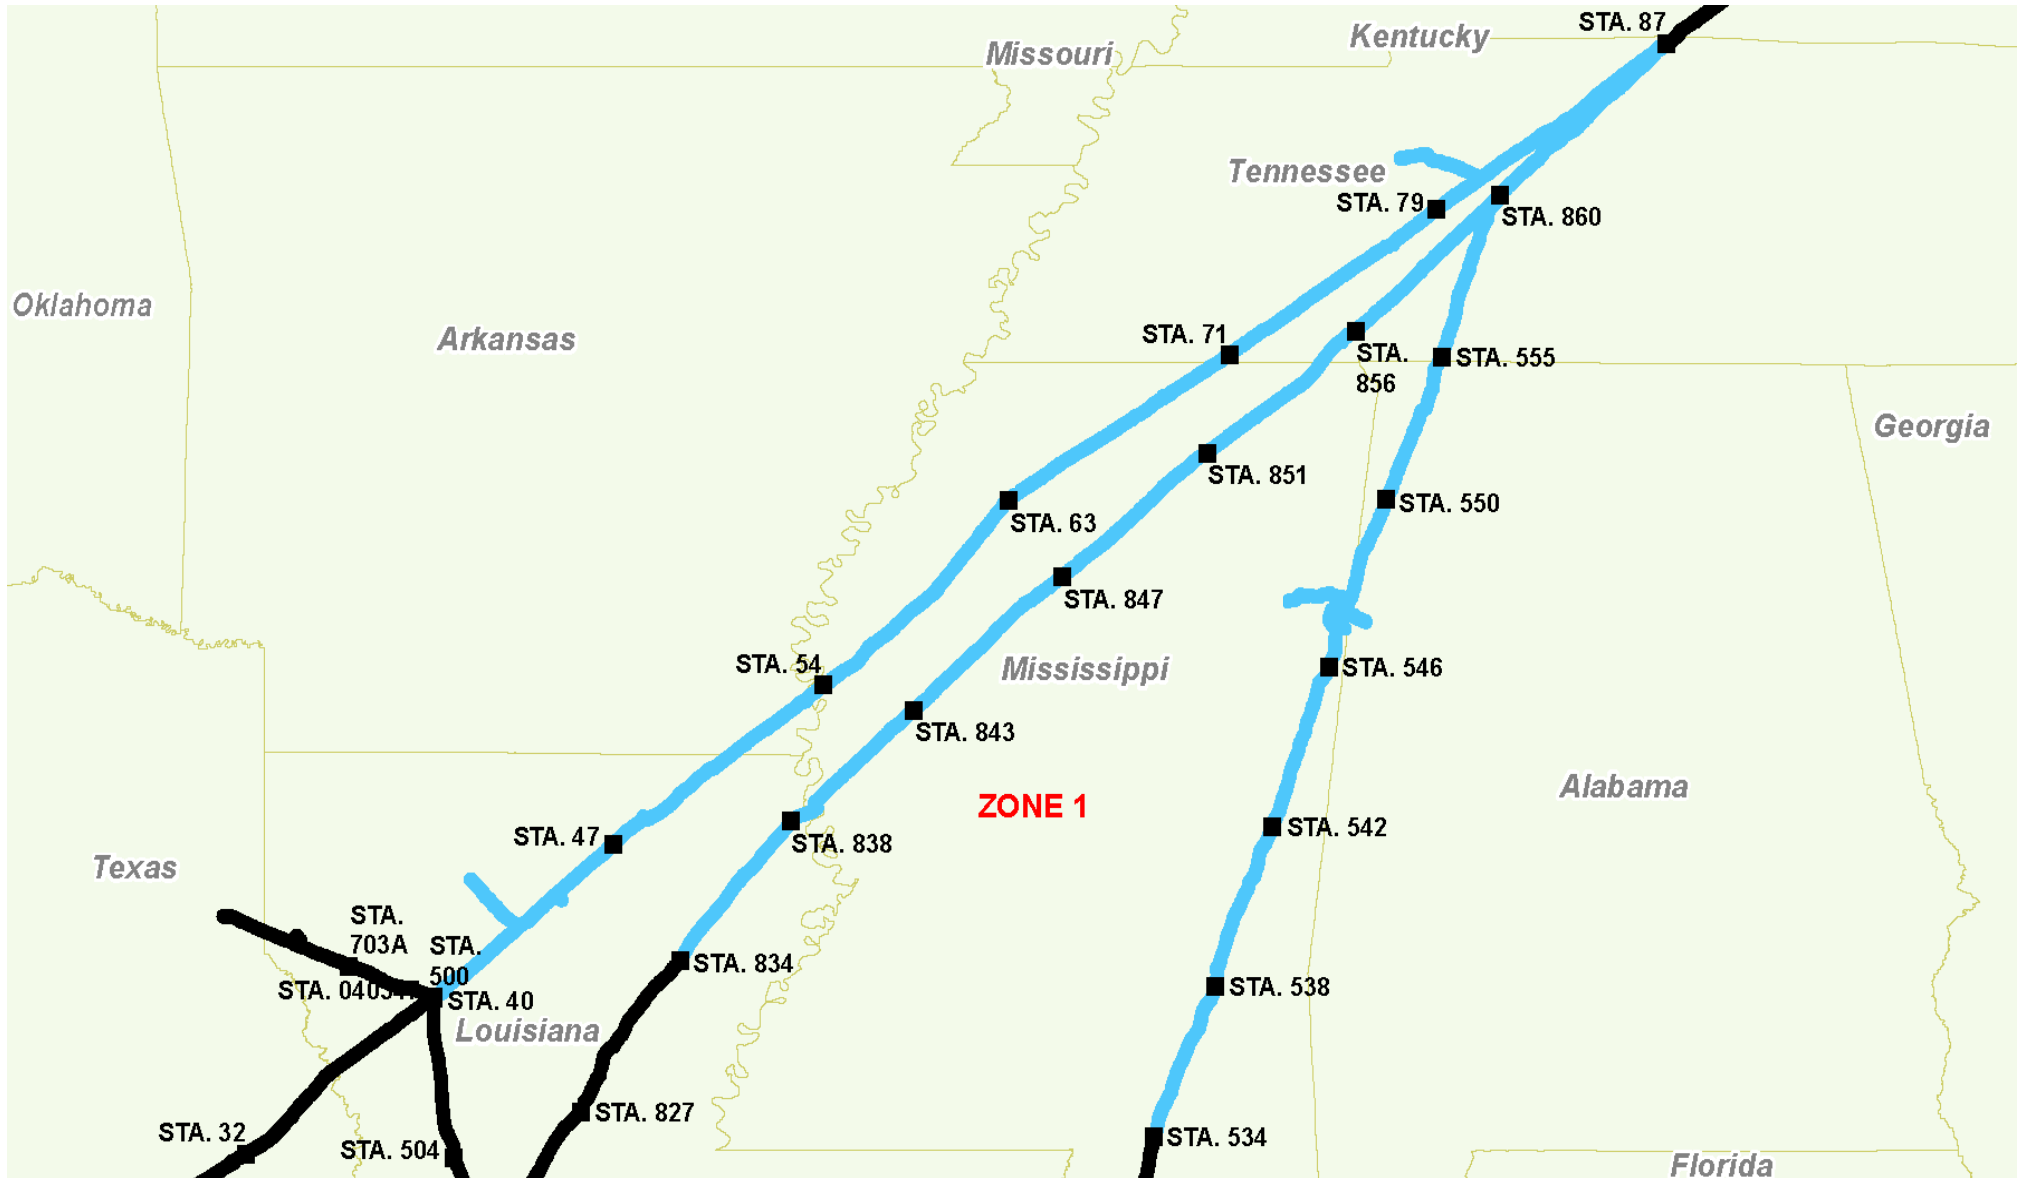 STA. 87
Kentucky
Missouri
Tennessee
STA. 79
STA. 860
Oklahoma
Arkansas
STA. 71
STA.
856
STA. 555
Georgia
STA. 851
STA. 550
STA. 63
STA. 847
STA. 54
Mississippi
STA. 546
STA. 843
Alabama
ZONE 1
STA. 47
STA. 838
STA. 542
Texas
STA.
703A
STA.
500
STA. 834
STA. 538
STA.
STA. 40
Louisiana
STA. 827
STA. 32
STA. 504
STA. 534
Florida